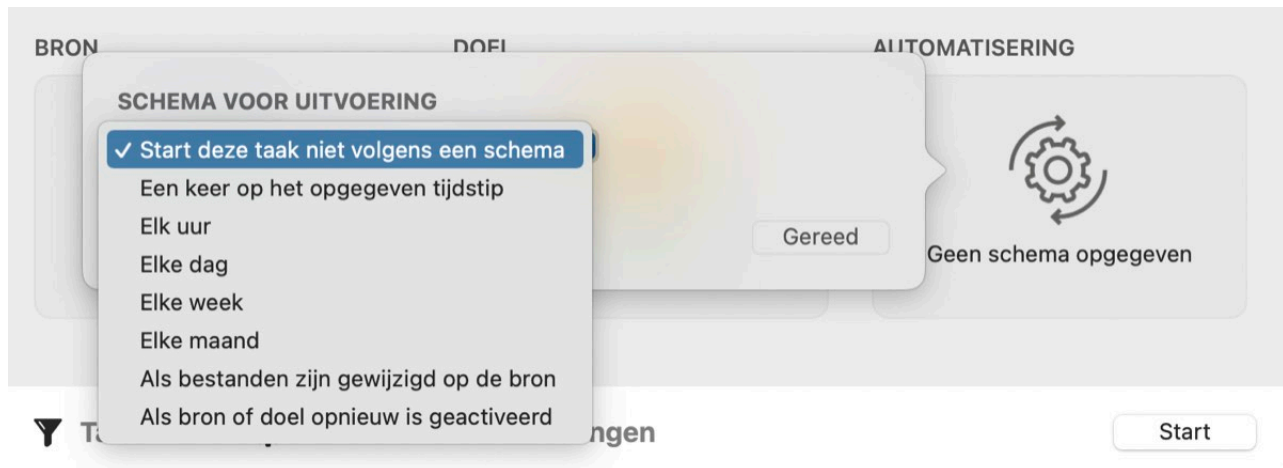 BRON DOEL AUTOMATISERING
SCHEMA VOOR UITVOERING
✓ Start deze taak niet volgens een schema
Een keer op het opgegeven tijdstip
Elk uur
Elke dag
Elke week
Elke maand
Als bestanden zijn gewijzigd op de bron
Als bron of doel opnieuw is geactiveerd
Gereed
Geen schema opgegeven
Start